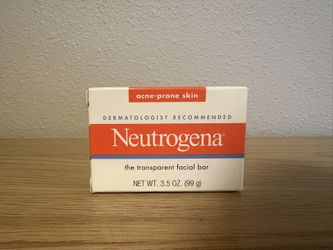 acne-prone skin
DERMATOLOGIST RECOMMENDED
Neutrogena®
the transparent facial bar
NET WT. 3.5 OZ. (99 g)